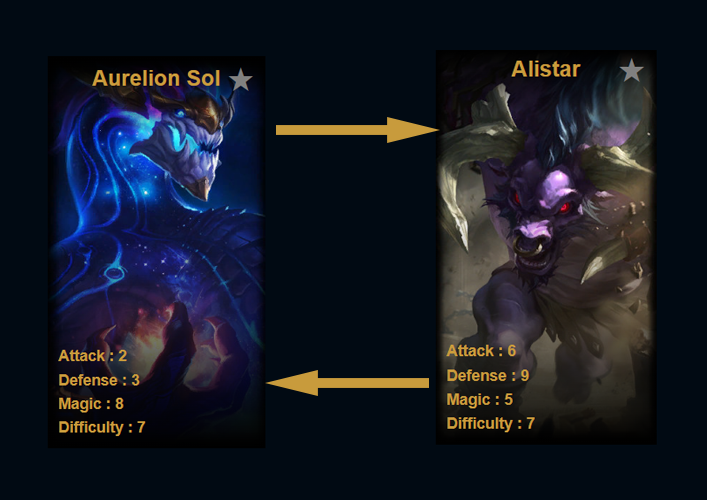 Aurelion Sol
Attack : 2
Defense : 3
Magic : 8
Difficulty : 7
Alistar
Attack : 6
Defense : 9
Magic : 5
Difficulty : 7